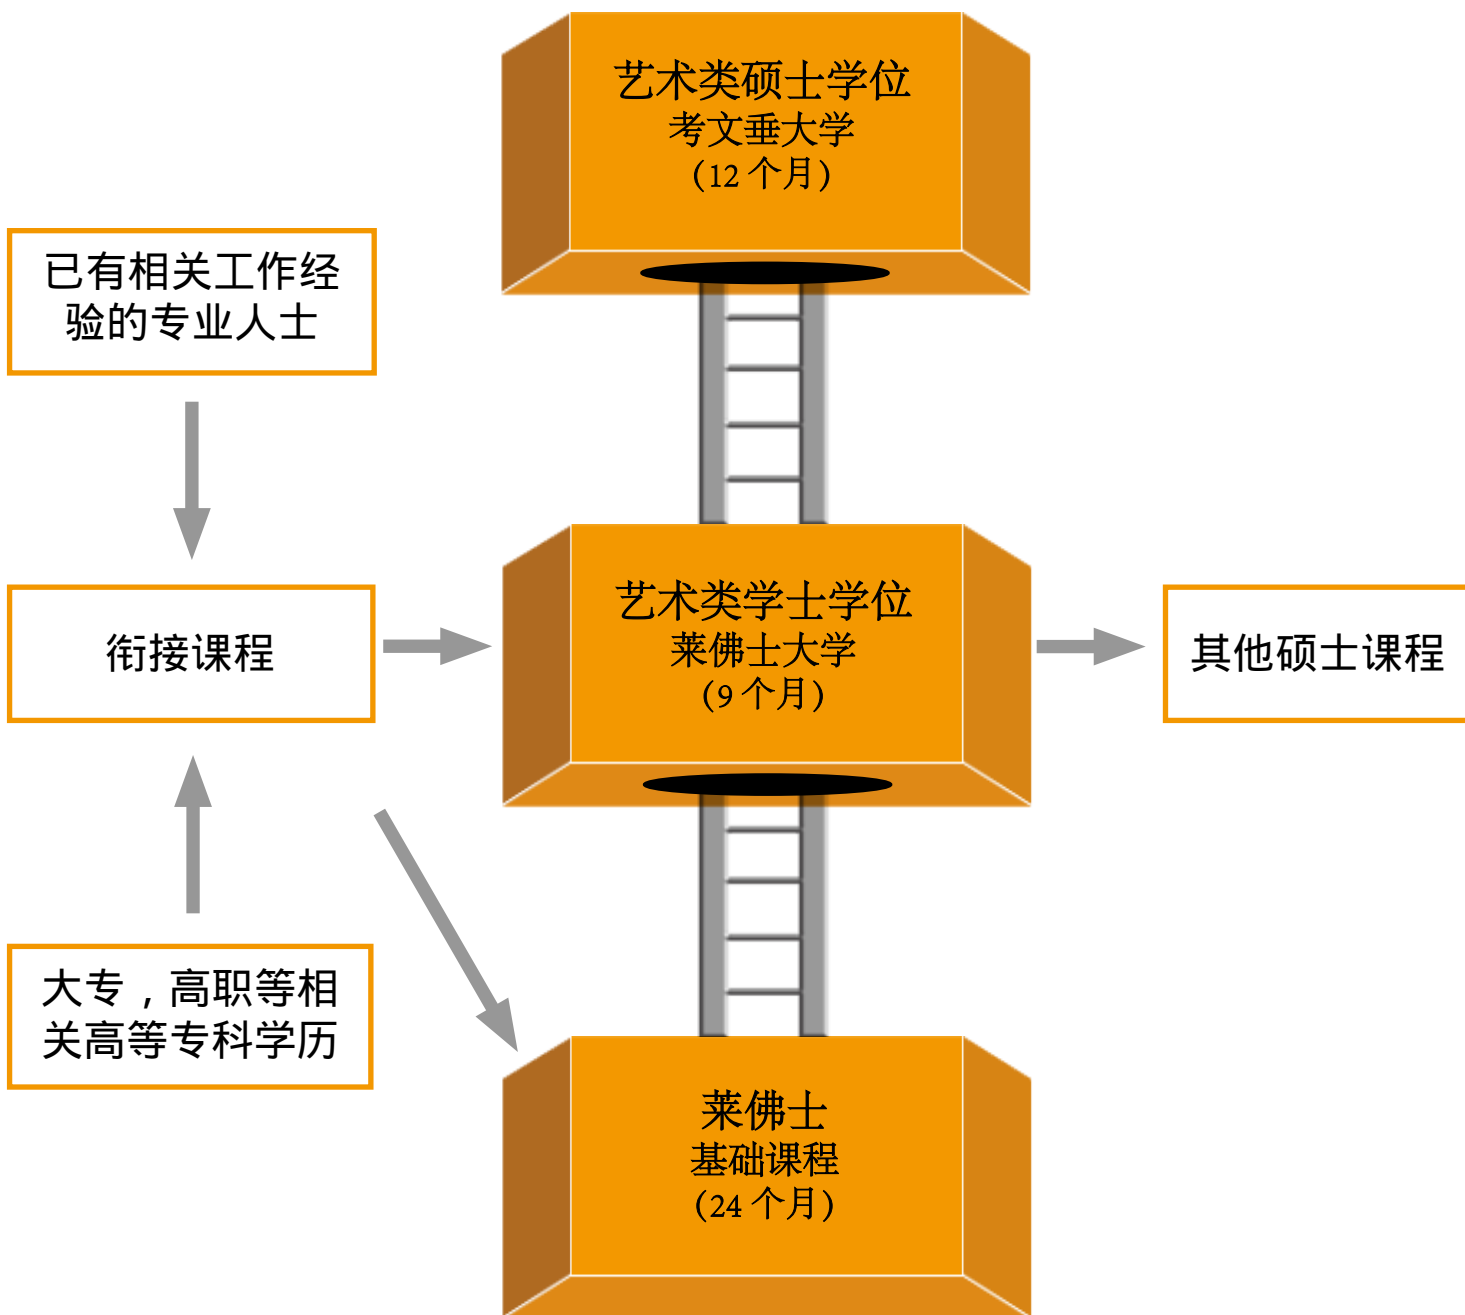 艺术类硕士学位
考文垂大学
（12 个月）
已有相关工作经
验的专业人士
衔接课程
艺术类学士学位
莱佛士大学
（9 个月）
其他硕士课程
大专，高职等相
关高等专科学历
莱佛士
基础课程
（24 个月）